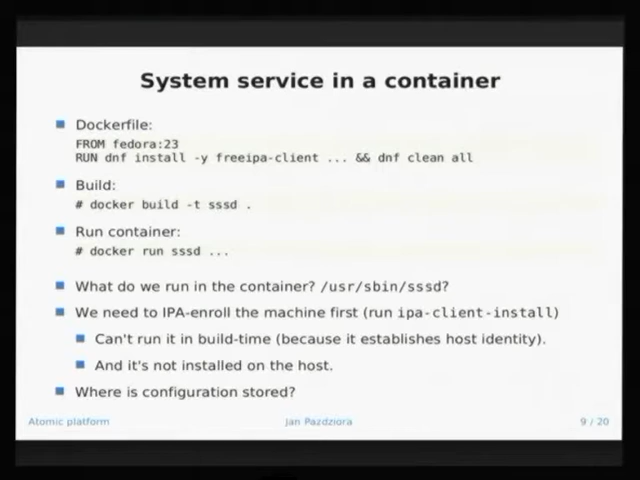 System service in a container
Dockerfile:
FROM fedora:23
RUN dnf install -y freeipa-client ... && dnf clean all
Build:
# docker build -t sssd .
Run container:
# docker run sssd ...
What do we run in the container? /usr/sbin/sssd?
We need to IPA-enroll the machine first (run ipa-client-install)
Can't run it in build-time (because it establishes host identity).
And it's not installed on the host.
Where is configuration stored?
Atomic platform
Jan Pazdziora
9 / 20